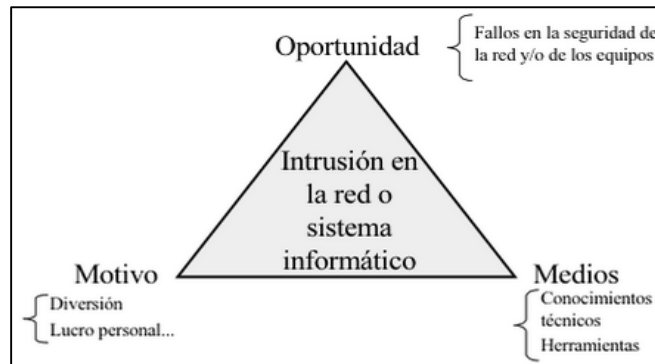 Oportunidad
Fallos en la seguridad de
la red y/o de los equipos
Intrusión en
la red o
sistema
informático
Motivo
Diversión
Lucro personal...
Medios
Conocimientos
técnicos
Herramientas